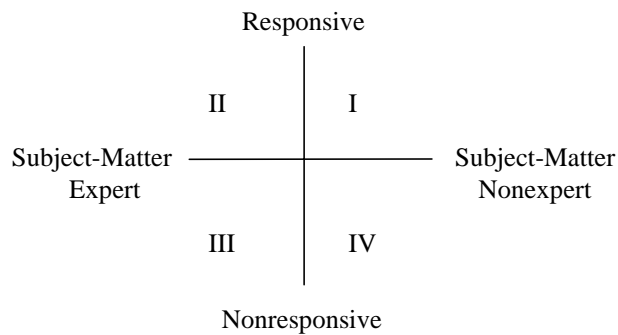 Responsive
II
I
Subject-Matter
Expert
Subject-Matter
Nonexpert
III
IV
Nonresponsive